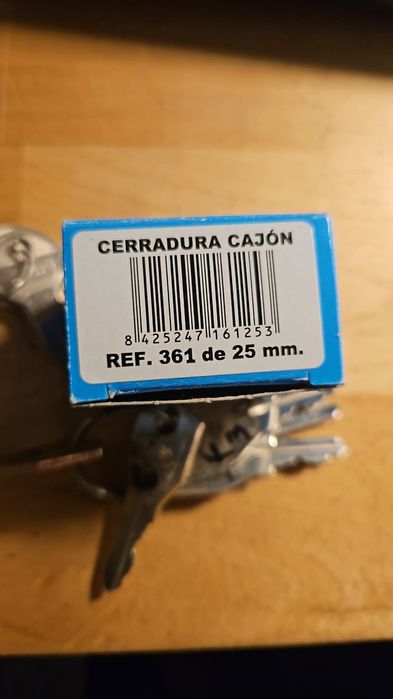 CERRADURA CAJÓN
8 425247 161253
REF. 361 de 25 mm.